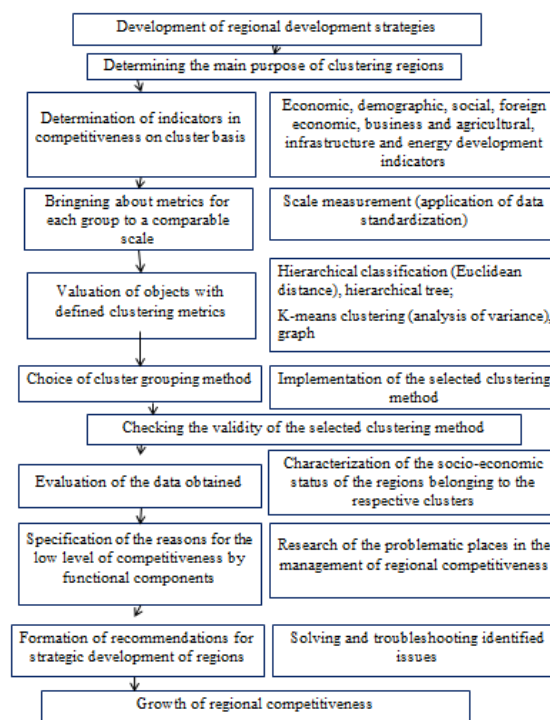 Development of regional development strategies
Determining the main purpose of clustering regions
Determination of indicators in
competitiveness on cluster basis
Economic, demographic, social, foreign
economic, business and agricultural,
infrastructure and energy development
indicators
Bringning about metrics for
each group to a comparable
scale
Scale measurement (application of data
standardization)
Valuation of objects with
defined clustering metrics
Hierarchical classification (Euclidean
distance), hierarchical tree;
K-means clustering (analysis of variance),
graph
Choice of cluster grouping method
Implementation of the selected clustering
method
Checking the validity of the selected clustering method
Evaluation of the data obtained
Characterization of the socio-economic
status of the regions belonging to the
respective clusters
Specification of the reasons for the
low level of competitiveness by
functional components
Research of the problematic places in the
management of regional competitiveness
Formation of recommendations for
strategic development of regions
Solving and troubleshooting identified
issues
Growth of regional competitiveness